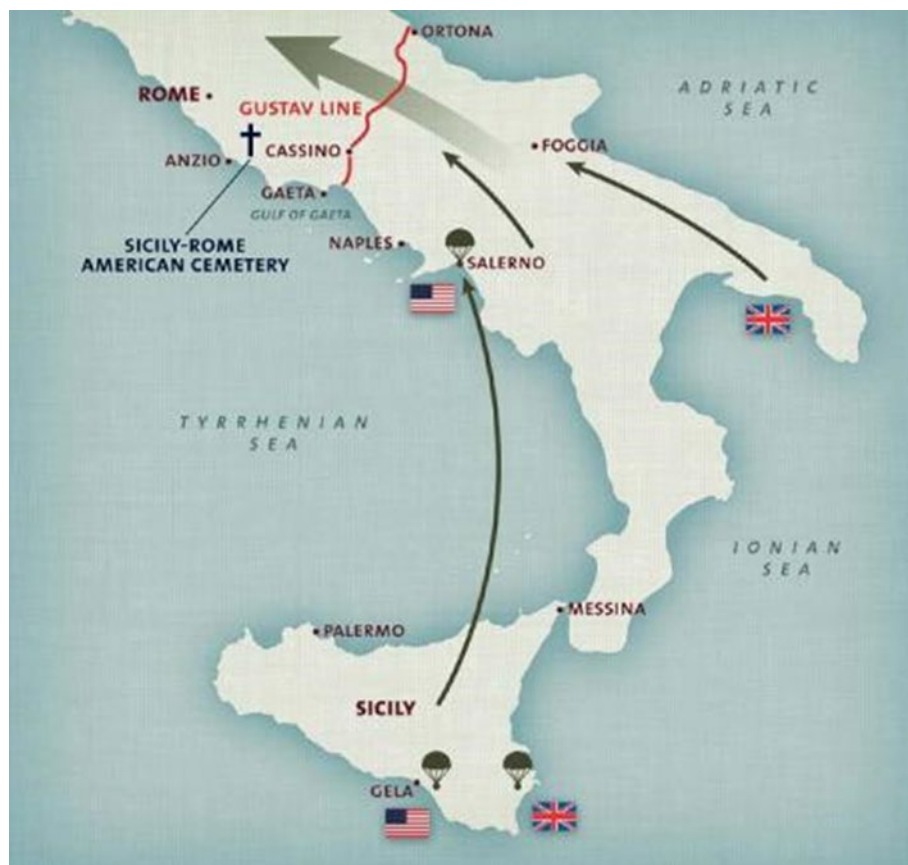 ORTONA
ADRIATIC
SEA
ROME
GUSTAV LINE
FOGGIA
CASSINO
ANZIO
GAETA
GULF OF GAETA
NAPLES
SICILY-ROME
AMERICAN CEMETERY
SALERNO
TYRRHENIAN
SEA
IONIAN
SEA
MESSINA
PALERMO
SICILY
GELA